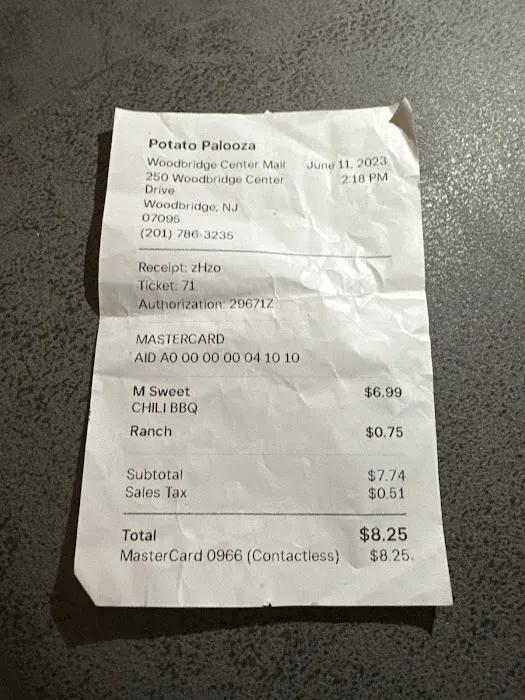 Potato Palooza
Woodbridge Center Mall June 11, 2023
250 Woodbridge Center 2:18 PM
Drive
Woodbridge, NJ
07095
(201) 786-3235
Receipt: zHzo
Ticket: 71
Authorization: 29671Z
MASTERCARD
AID A0 00 00 00 04 10 10
M Sweet $6.99
CHILI BBQ
Ranch $0.75
Subtotal $7.74
Sales Tax $0.51
Total $8.25
MasterCard 0966 (Contactless) $8.25